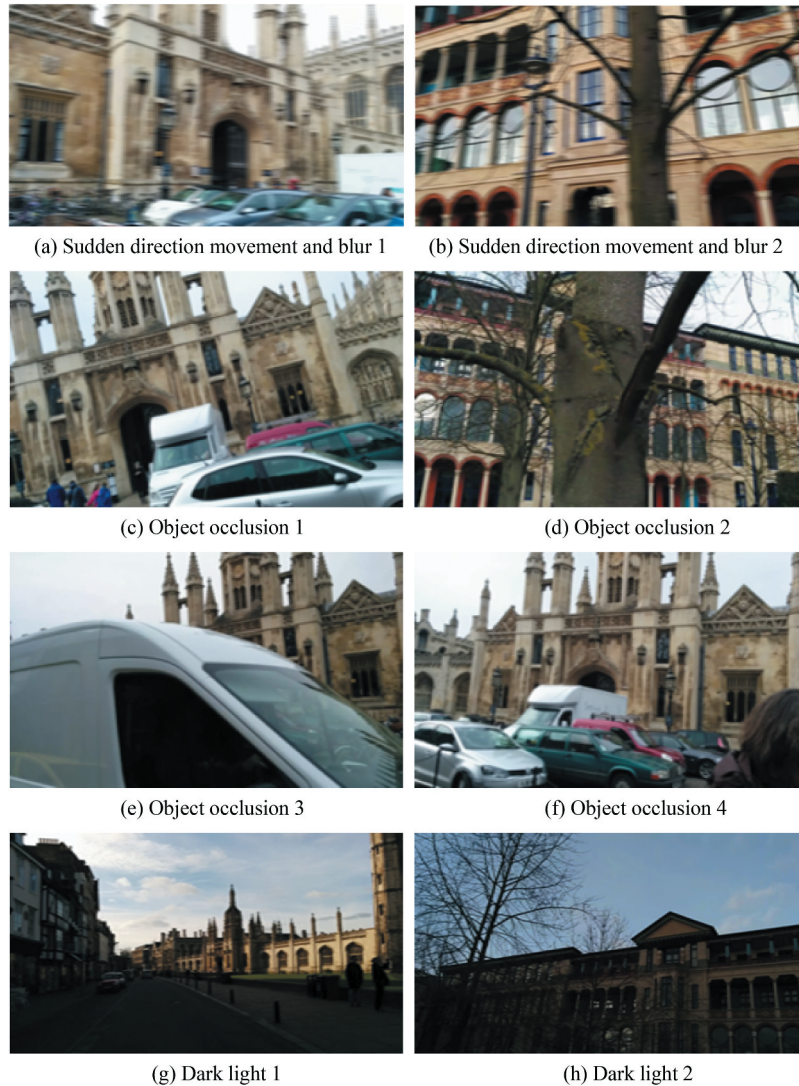 (a) Sudden direction movement and blur 1
(b) Sudden direction movement and blur 2
(c) Object occlusion 1
(d) Object occlusion 2
(e) Object occlusion 3
(f) Object occlusion 4
(g) Dark light 1
(h) Dark light 2